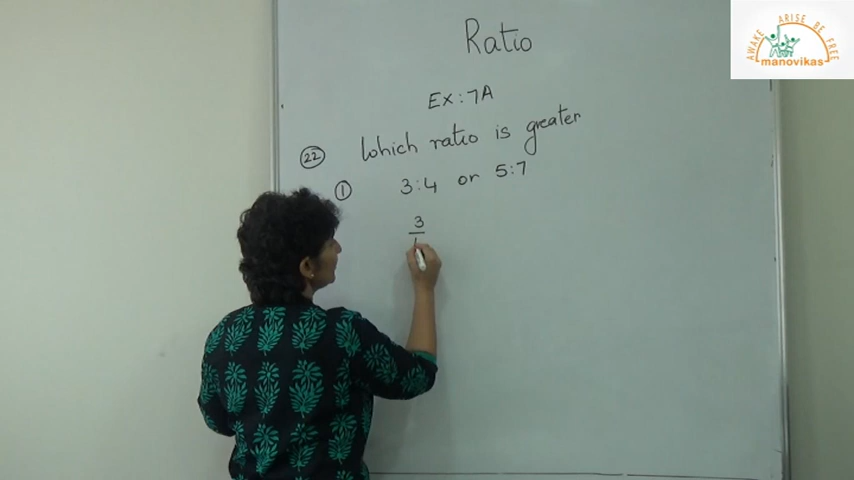 AWAKE ARISE BE FREE
manovikas
Ratio
Ex: 7A
22 Which ratio is greater
1 3:4 or 5:7
3